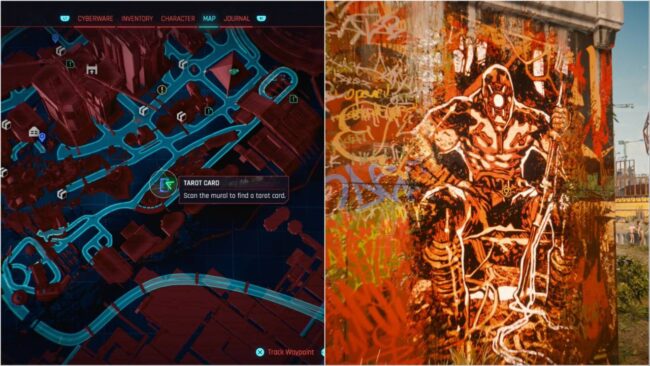 CYBERWARE INVENTORY CHARACTER MAP JOURNAL
TAROT CARD
Scan the mural to find a tarot card.
Track Waypoint